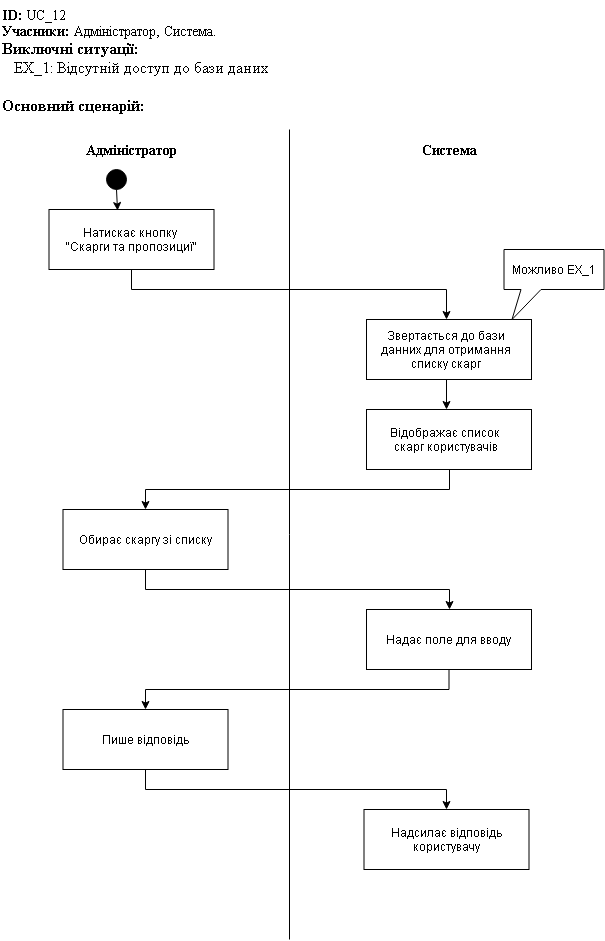 ID: UC_12
Учасники: Адміністратор, Система.
Виключні ситуації:
EX_1: Відсутній доступ до бази даних
Основний сценарій:
Адміністратор
Система
Натискає кнопку
"Скарги та пропозициї"
Можливо EX_1
Звертається до бази
данних для отримання
списку скарг
Відображає список
скарг користувачів
Обирає скаргу зі списку
Надає поле для вводу
Пише відповідь
Надсилає відповідь
користувачу